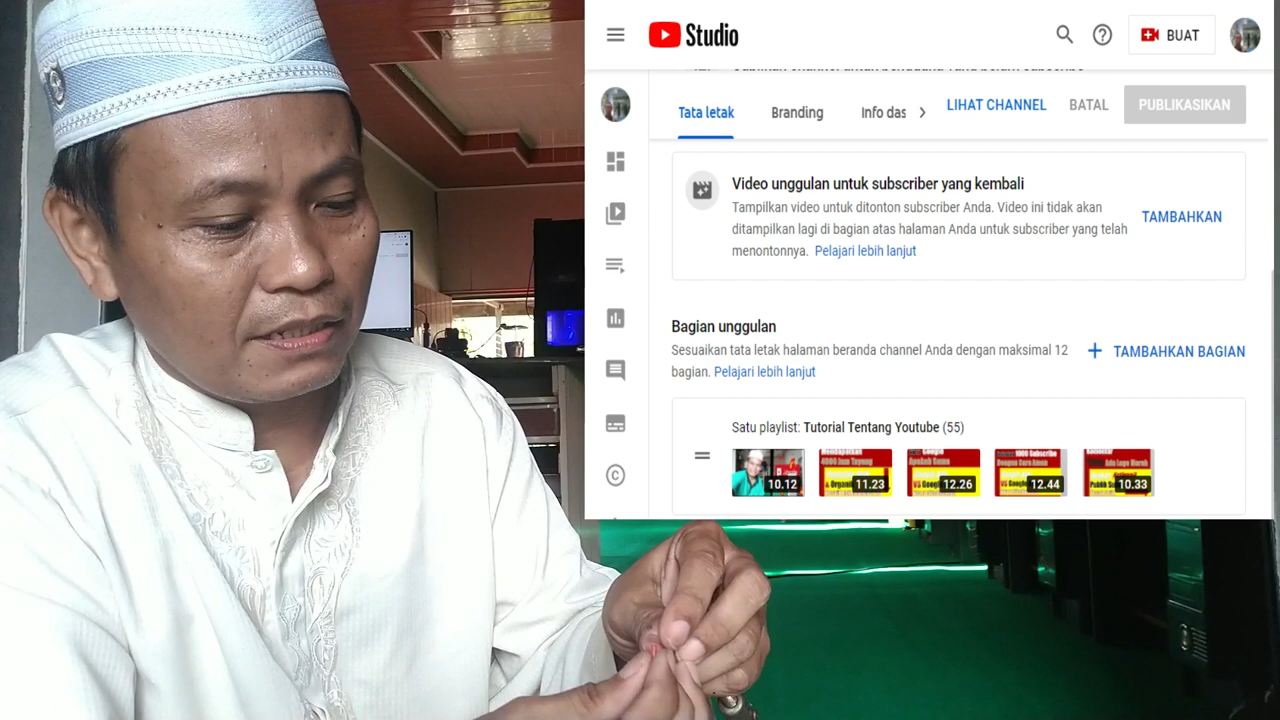 Studio
BUAT
Tata letak
Branding
Info das
LIHAT CHANNEL
BATAL
PUBLIKASIKAN
Video unggulan untuk subscriber yang kembali
Tampilkan video untuk ditonton subscriber Anda. Video ini tidak akan
ditampilkan lagi di bagian atas halaman Anda untuk subscriber yang telah
menontonnya. Pelajari lebih lanjut
TAMBAHKAN
Bagian unggulan
Sesuaikan tata letak halaman beranda channel Anda dengan maksimal 12
bagian. Pelajari lebih lanjut
+ TAMBAHKAN BAGIAN
Satu playlist: Tutorial Tentang Youtube (55)
10.12
11.23
12.26
1000 Subscribe
12.44
10.33